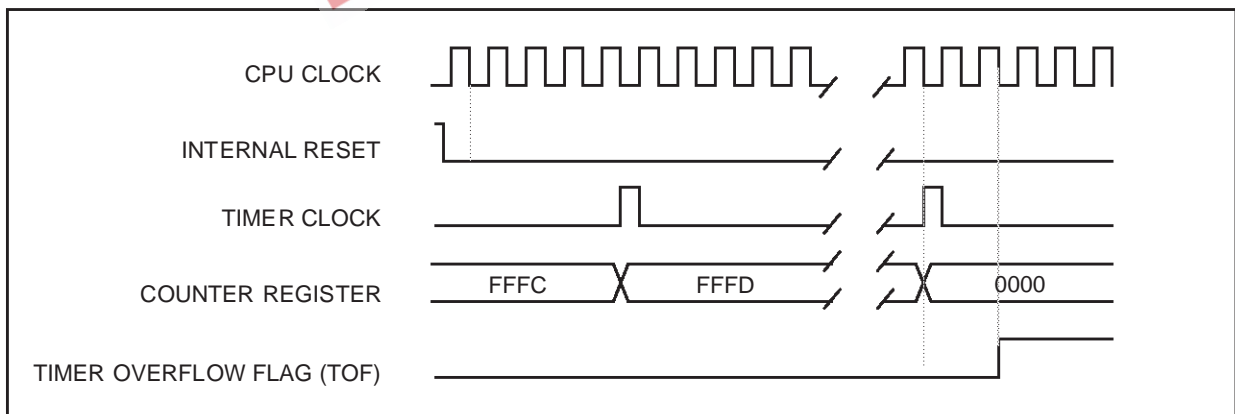 CPU CLOCK
INTERNAL RESET
TIMER CLOCK
COUNTER REGISTER
FFFC
FFFD
0000
TIMER OVERFLOW FLAG (TOF)